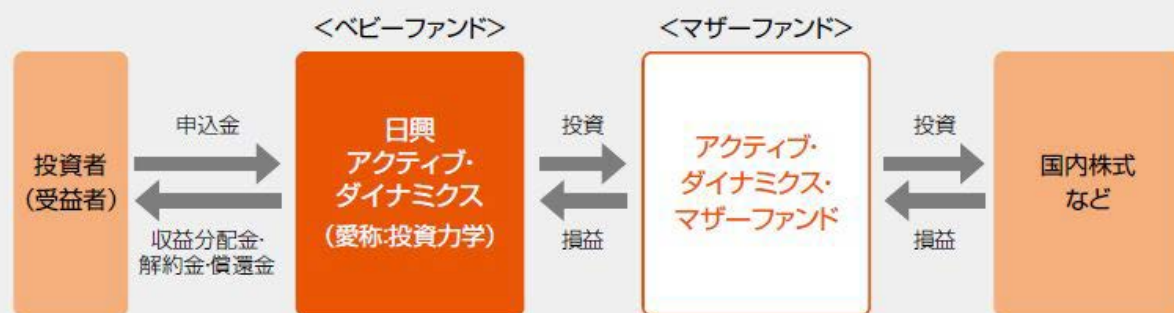 <ベビーファンド>
<マザーファンド>
投資者
(受益者)
申込金
収益分配金・
解約金・償還金
日興
アクティブ・
ダイナミクス
(愛称:投資力学)
投資
損益
アクティブ・
ダイナミクス・
マザーファンド
投資
損益
国内株式
など